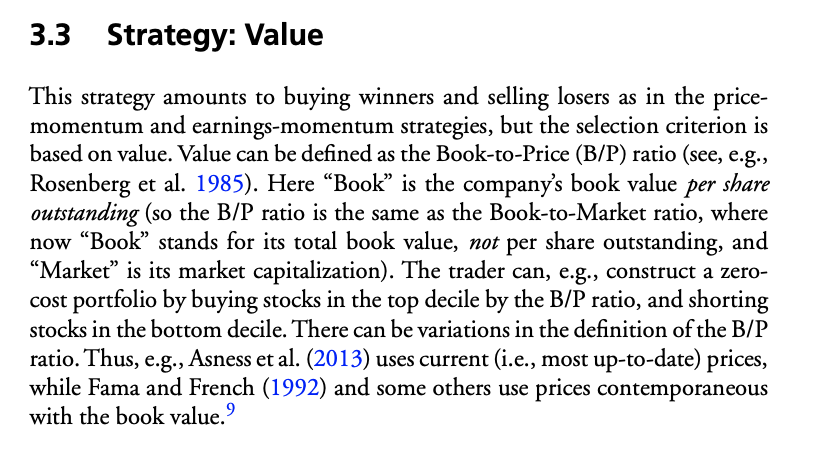 3.3 Strategy: Value
This strategy amounts to buying winners and selling losers as in the price-
momentum and earnings-momentum strategies, but the selection criterion is
based on value. Value can be defined as the Book-to-Price (B/P) ratio (see, e.g.,
Rosenberg et al. 1985). Here “Book” is the company’s book value per share
outstanding (so the B/P ratio is the same as the Book-to-Market ratio, where
now “Book” stands for its total book value, not per share outstanding, and
“Market” is its market capitalization). The trader can, e.g., construct a zero-
cost portfolio by buying stocks in the top decile by the B/P ratio, and shorting
stocks in the bottom decile. There can be variations in the definition of the B/P
ratio. Thus, e.g., Asness et al. (2013) uses current (i.e., most up-to-date) prices,
while Fama and French (1992) and some others use prices contemporaneous
with the book value.9